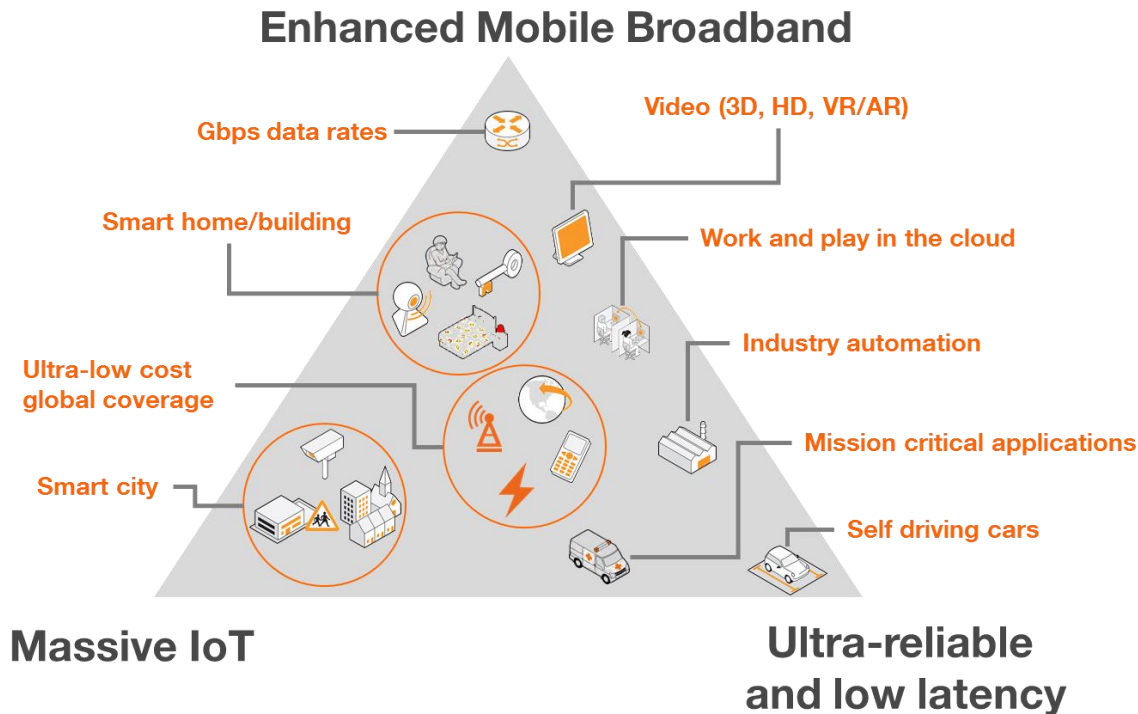 Enhanced Mobile Broadband
Video (3D, HD, VR/AR)
Gbps data rates
Smart home/building
Work and play in the cloud
Industry automation
Ultra-low cost
global coverage
Mission critical applications
Smart city
Self driving cars
Massive IoT
Ultra-reliable
and low latency